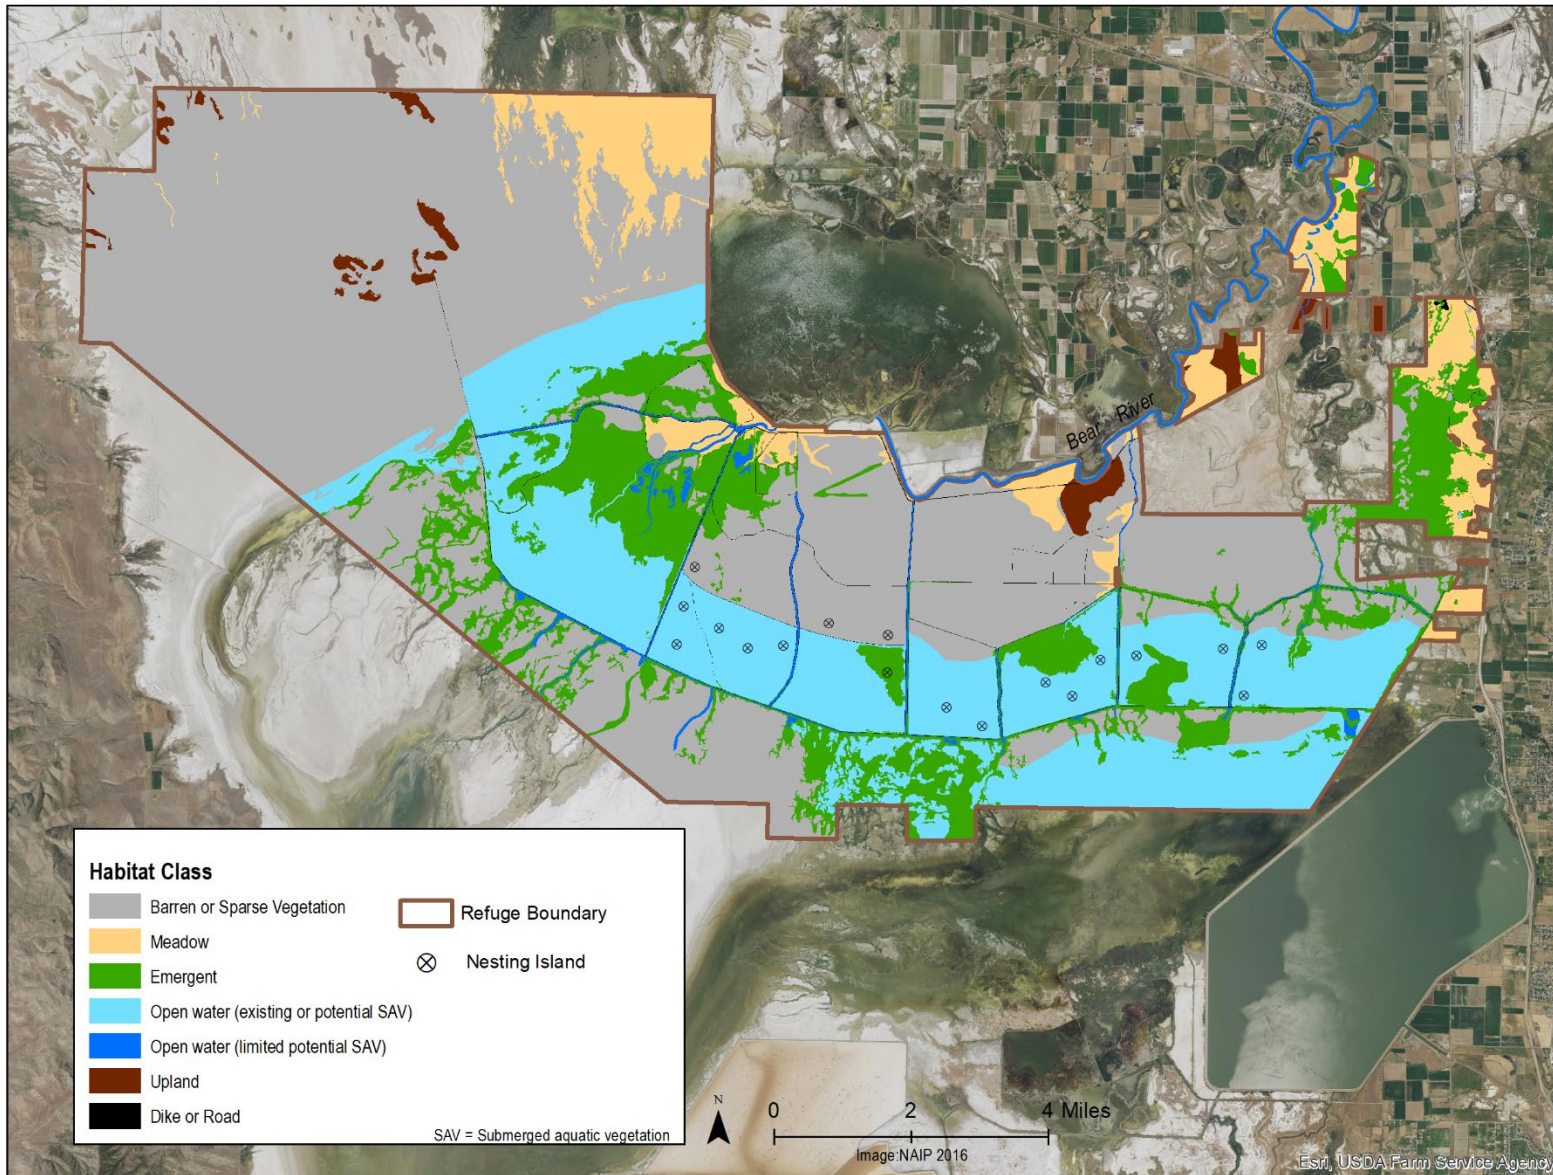 Bear River
Habitat Class
Barren or Sparse Vegetation
Meadow
Emergent
Open water (existing or potential SAV)
Open water (limited potential SAV)
Upland
Dike or Road
Refuge Boundary
Nesting Island
SAV = Submerged aquatic vegetation
N
0 2 4 Miles
Image:NAIP 2016
Esri, USDA Farm Service Agency